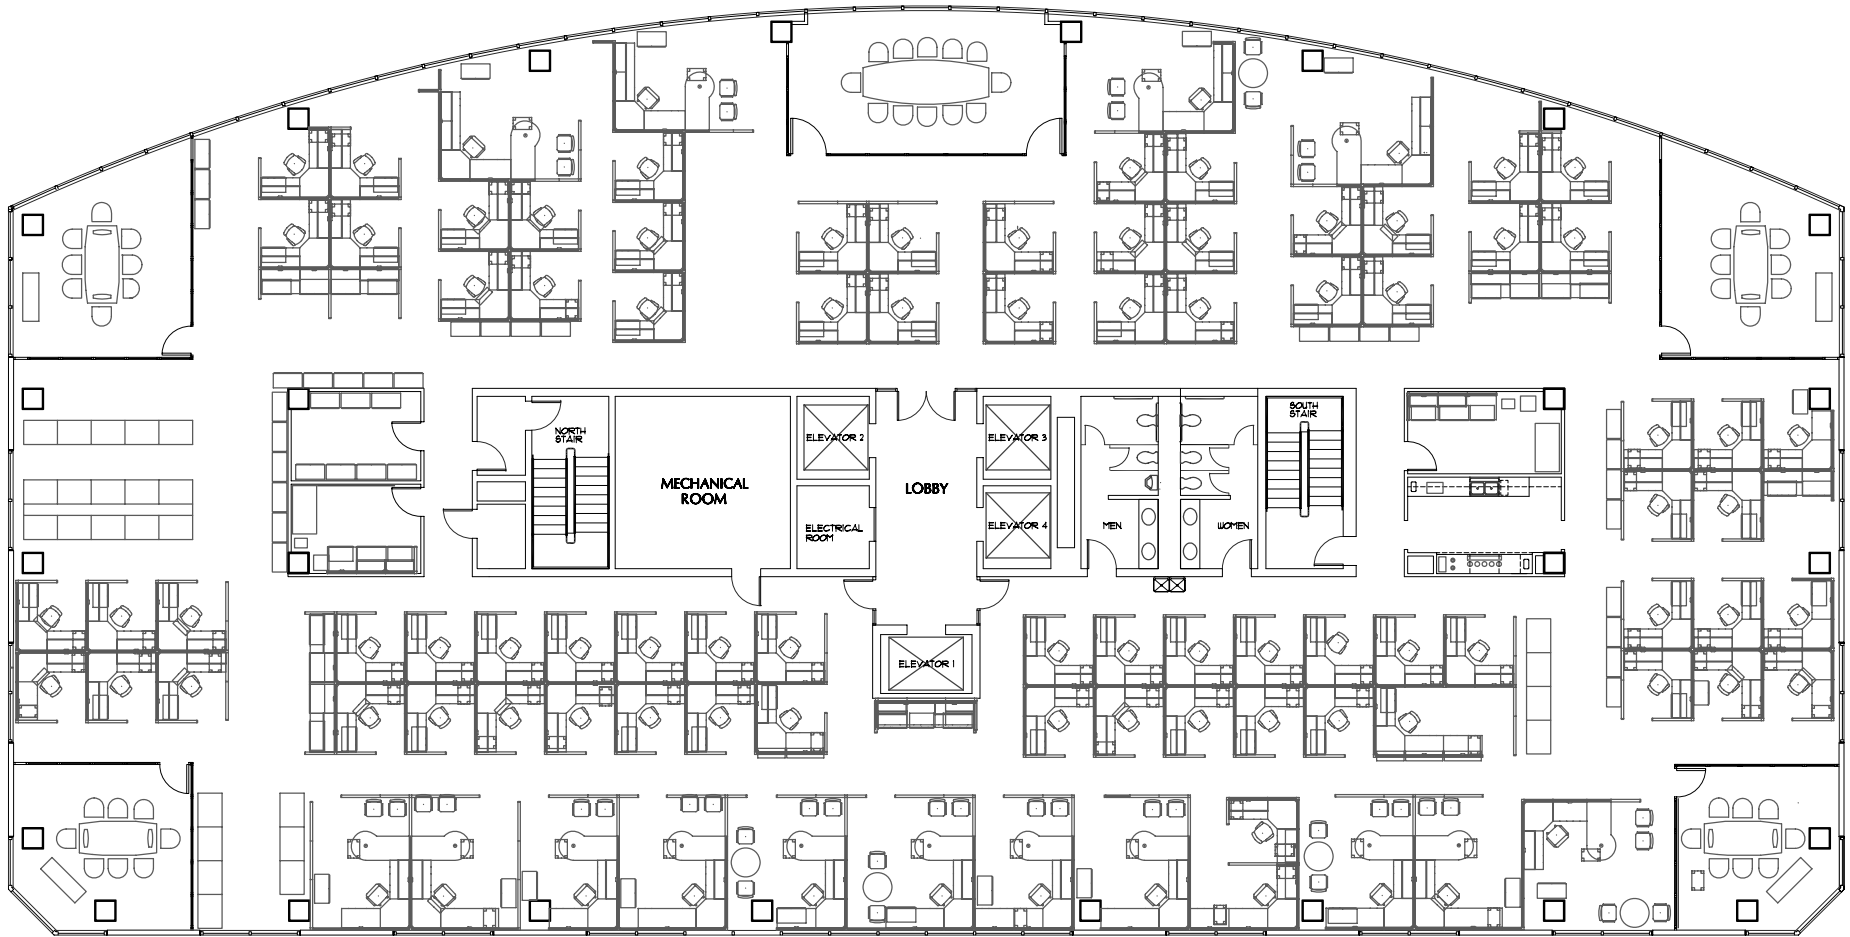 NORTH
STAIR
MECHANICAL
ROOM
ELEVATOR 2
ELECTRICAL
ROOM
LOBBY
ELEVATOR 3
ELEVATOR 4
MEN
WOMEN
SOUTH
STAIR
ELEVATOR 1